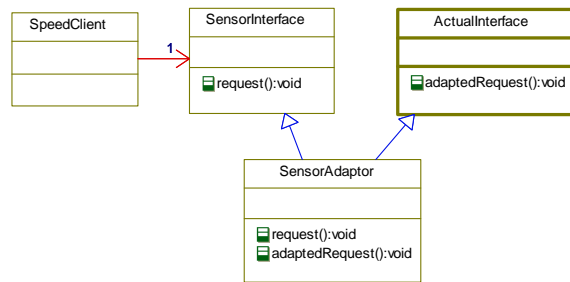 SpeedClient
SensorInterface
ActualInterface
1
request():void
adaptedRequest():void
SensorAdaptor
request():void
adaptedRequest():void